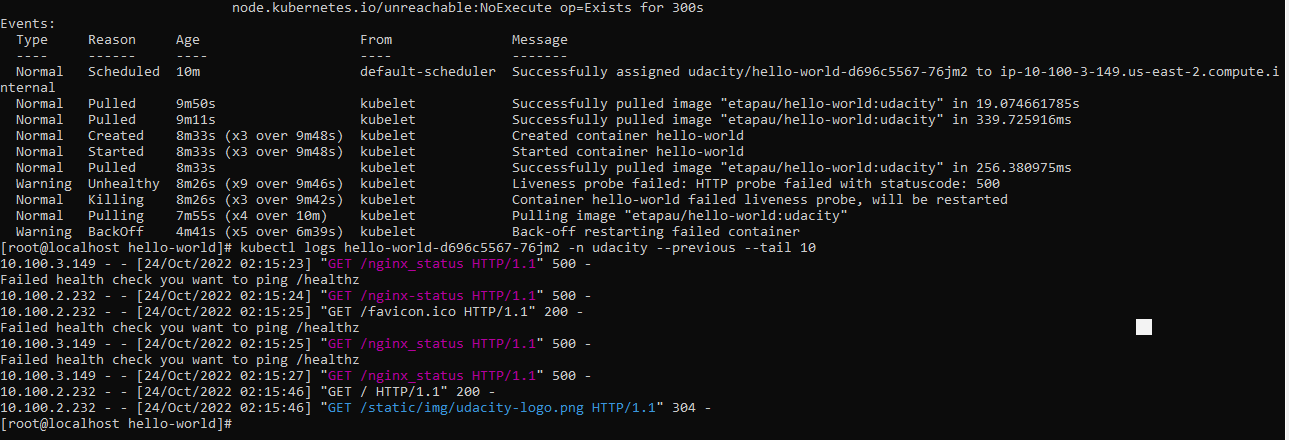 node.kubernetes.io/unreachable:NoExecute op=Exists for 300s
Events:
Type Reason Age From Message
---- ------ ---- ---- -------
Normal Scheduled 10m default-scheduler Successfully assigned udacity/hello-world-d696c5567-76jm2 to ip-10-100-3-149.us-east-2.compute.i
nternal
Normal Pulled 9m50s kubelet Successfully pulled image "etapau/hello-world:udacity" in 19.074661785s
Normal Pulled 9m11s kubelet Successfully pulled image "etapau/hello-world:udacity" in 339.725916ms
Normal Created 8m33s (x3 over 9m48s) kubelet Created container hello-world
Normal Started 8m33s (x3 over 9m48s) kubelet Started container hello-world
Normal Pulled 8m33s kubelet Successfully pulled image "etapau/hello-world:udacity" in 256.380975ms
Warning Unhealthy 8m26s (x9 over 9m46s) kubelet Liveness probe failed: HTTP probe failed with statuscode: 500
Normal Killing 8m26s (x3 over 9m42s) kubelet Container hello-world failed liveness probe, will be restarted
Normal Pulling 7m55s (x4 over 10m) kubelet Pulling image "etapau/hello-world:udacity"
Warning BackOff 4m41s (x5 over 6m39s) kubelet Back-off restarting failed container
[root@localhost hello-world]# kubectl logs hello-world-d696c5567-76jm2 -n udacity --previous --tail 10
10.100.3.149 - - [24/Oct/2022 02:15:23] "GET /nginx_status HTTP/1.1" 500 -
Failed health check you want to ping /healthz
10.100.2.232 - - [24/Oct/2022 02:15:24] "GET /nginx-status HTTP/1.1" 500 -
10.100.2.232 - - [24/Oct/2022 02:15:25] "GET /favicon.ico HTTP/1.1" 200 -
Failed health check you want to ping /healthz
10.100.3.149 - - [24/Oct/2022 02:15:25] "GET /nginx_status HTTP/1.1" 500 -
Failed health check you want to ping /healthz
10.100.3.149 - - [24/Oct/2022 02:15:27] "GET /nginx_status HTTP/1.1" 500 -
10.100.2.232 - - [24/Oct/2022 02:15:46] "GET / HTTP/1.1" 200 -
10.100.2.232 - - [24/Oct/2022 02:15:46] "GET /static/img/udacity-logo.png HTTP/1.1" 304 -
[root@localhost hello-world]#